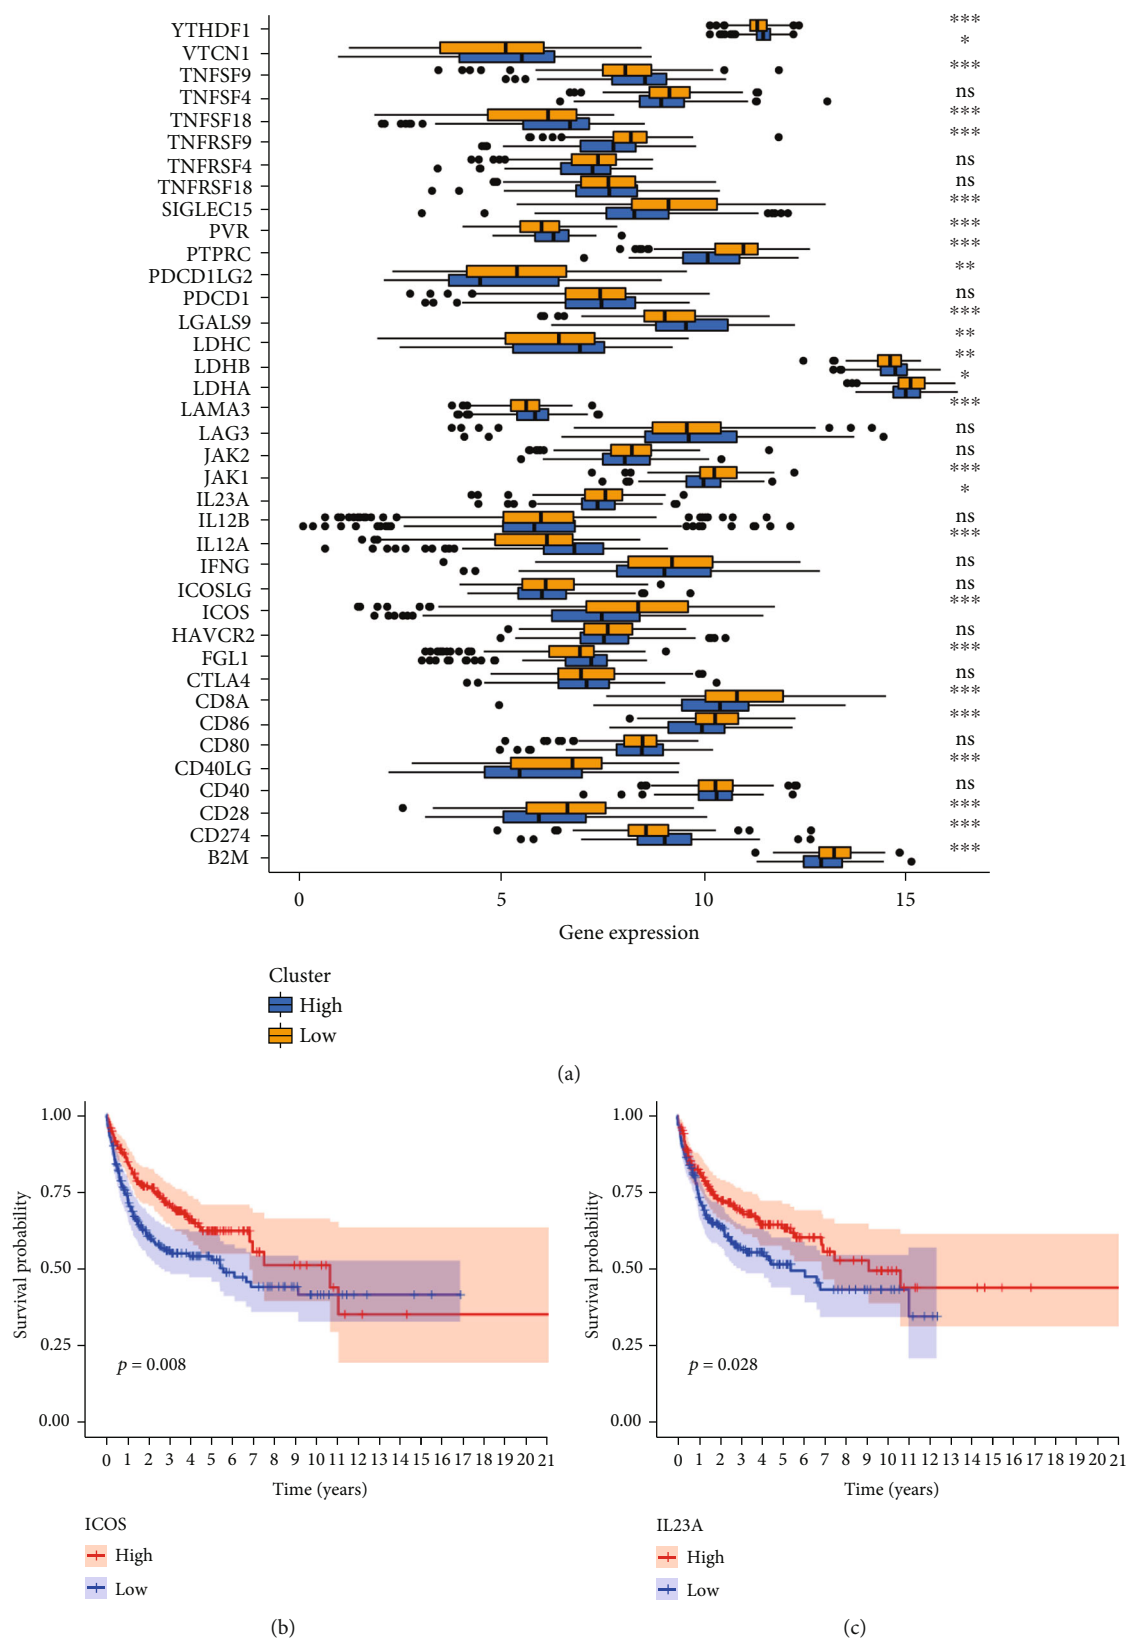 YTHDF1 ***
VTCN1 *
TNFSF9 ***
TNFSF4 ns
TNFSF18 ***
TNFRSF9 ***
TNFRSF4 ns
TNFRSF18 ns
SIGLEC15 ***
PVR ***
PTPRC ***
PDCD1LG2 **
PDCD1 ns
LGALS9 ***
LDHC **
LDHB **
LDHA *
LAMA3 ***
LAG3 ns
JAK2 ns
JAK1 ***
IL23A *
IL12B ns
IL12A ***
IFNG ns
ICOSLG ns
ICOS ***
HAVCR2 ns
FGL1 ***
CTLA4 ns
CD8A ***
CD86 ***
CD80 ns
CD40LG ***
CD40 ns
CD28 ***
CD274 ***
B2M ***
0 5 10 15
Gene expression
Cluster
High
Low
(a)
Survival probability
1.00
0.75
0.50
0.25
0.00
p = 0.008
0 1 2 3 4 5 6 7 8 9 10 11 12 13 14 15 16 17 18 19 20 21
Time (years)
ICOS
High
Low
(b)
Survival probability
1.00
0.75
0.50
0.25
0.00
p = 0.028
0 1 2 3 4 5 6 7 8 9 10 11 12 13 14 15 16 17 18 19 20 21
Time (years)
IL23A
High
Low
(c)